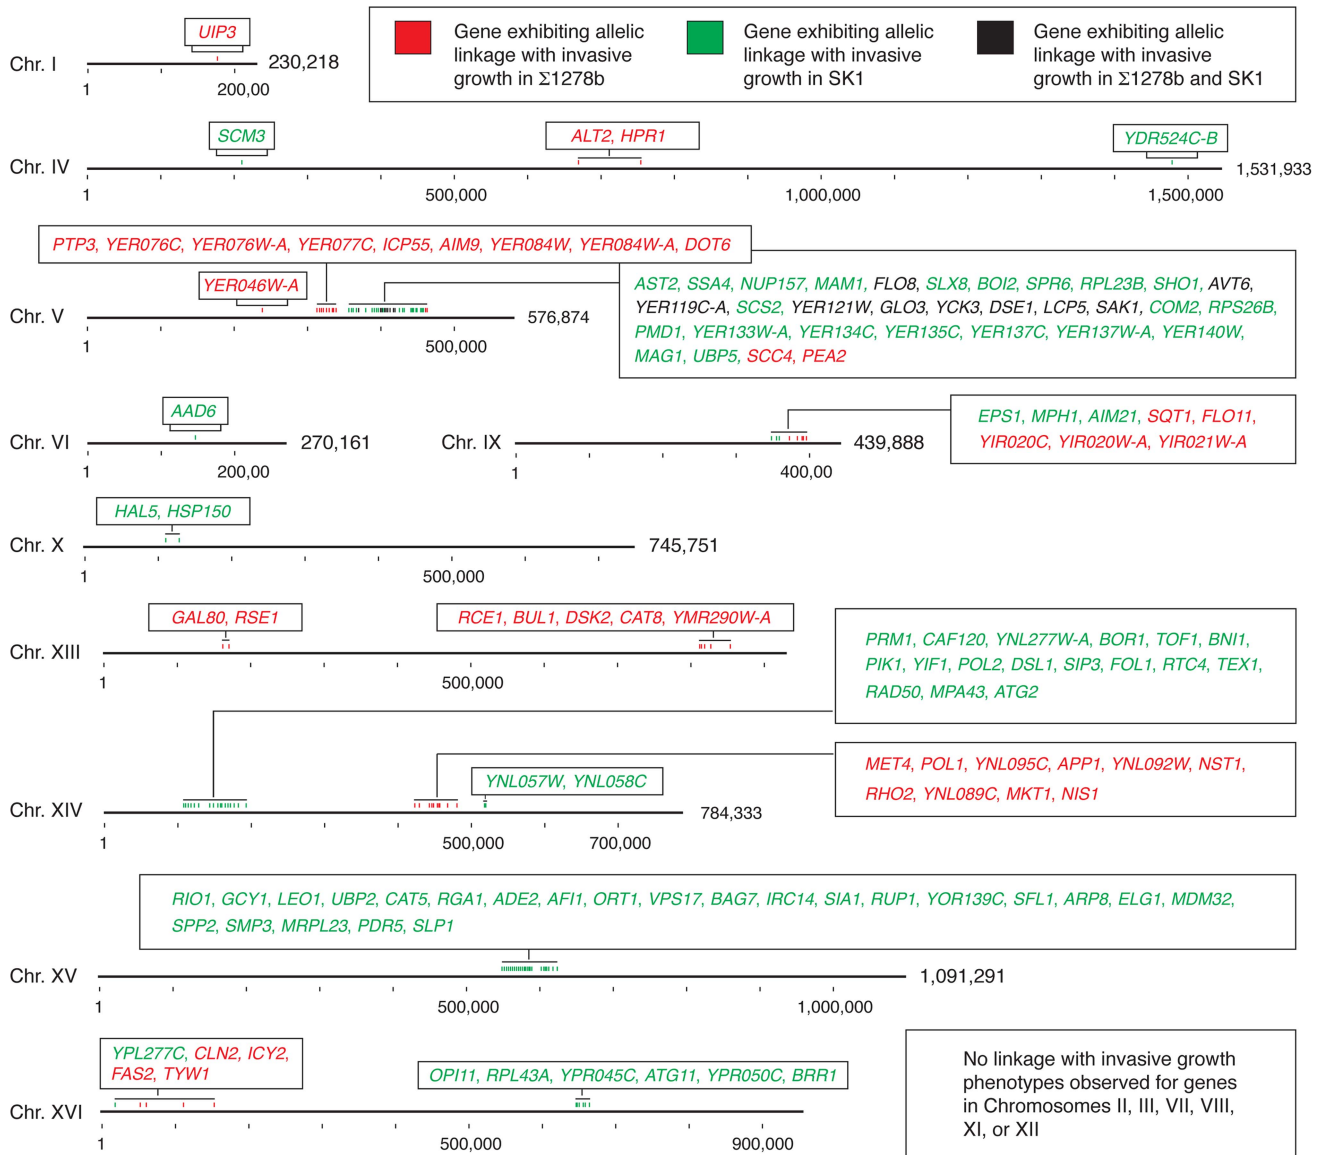 UIP3
Chr. I
230,218
1
200,00
Gene exhibiting allelic
linkage with invasive
growth in Σ1278b
Gene exhibiting allelic
linkage with invasive
growth in SK1
Gene exhibiting allelic
linkage with invasive
growth in Σ1278b and SK1
SCM3
ALT2, HPR1
YDR524C-B
Chr. IV
1,531,933
1
500,000
1,000,000
1,500,000
PTP3, YER076C, YER076W-A, YER077C, ICP55, AIM9, YER084W, YER084W-A, DOT6
YER046W-A
AST2, SSA4, NUP157, MAM1, FLO8, SLX8, BOI2, SPR6, RPL23B, SHO1, AVT6,
YER119C-A, SCS2, YER121W, GLO3, YCK3, DSE1, LCP5, SAK1, COM2, RPS26B,
PMD1, YER133W-A, YER134C, YER135C, YER137C, YER137W-A, YER140W,
MAG1, UBP5, SCC4, PEA2
Chr. V
576,874
1
500,000
AAD6
Chr. VI
270,161
1
200,00
Chr. IX
439,888
1
400,00
EPS1, MPH1, AIM21, SQT1, FLO11,
YIR020C, YIR020W-A, YIR021W-A
HAL5, HSP150
Chr. X
745,751
1
500,000
GAL80, RSE1
RCE1, BUL1, DSK2, CAT8, YMR290W-A
Chr. XIII
1
500,000
PRM1, CAF120, YNL277W-A, BOR1, TOF1, BNI1,
PIK1, YIF1, POL2, DSL1, SIP3, FOL1, RTC4, TEX1,
RAD50, MPA43, ATG2
MET4, POL1, YNL095C, APP1, YNL092W, NST1,
RHO2, YNL089C, MKT1, NIS1
YNL057W, YNL058C
Chr. XIV
784,333
1
500,000
700,000
RIO1, GCY1, LEO1, UBP2, CAT5, RGA1, ADE2, AFI1, ORT1, VPS17, BAG7, IRC14, SIA1, RUP1, YOR139C, SFL1, ARP8, ELG1, MDM32,
SPP2, SMP3, MRPL23, PDR5, SLP1
Chr. XV
1,091,291
1
500,000
1,000,000
YPL277C, CLN2, ICY2,
FAS2, TYW1
OPI11, RPL43A, YPR045C, ATG11, YPR050C, BRR1
Chr. XVI
1
500,000
900,000
No linkage with invasive growth
phenotypes observed for genes
in Chromosomes II, III, VII, VIII,
XI, or XII